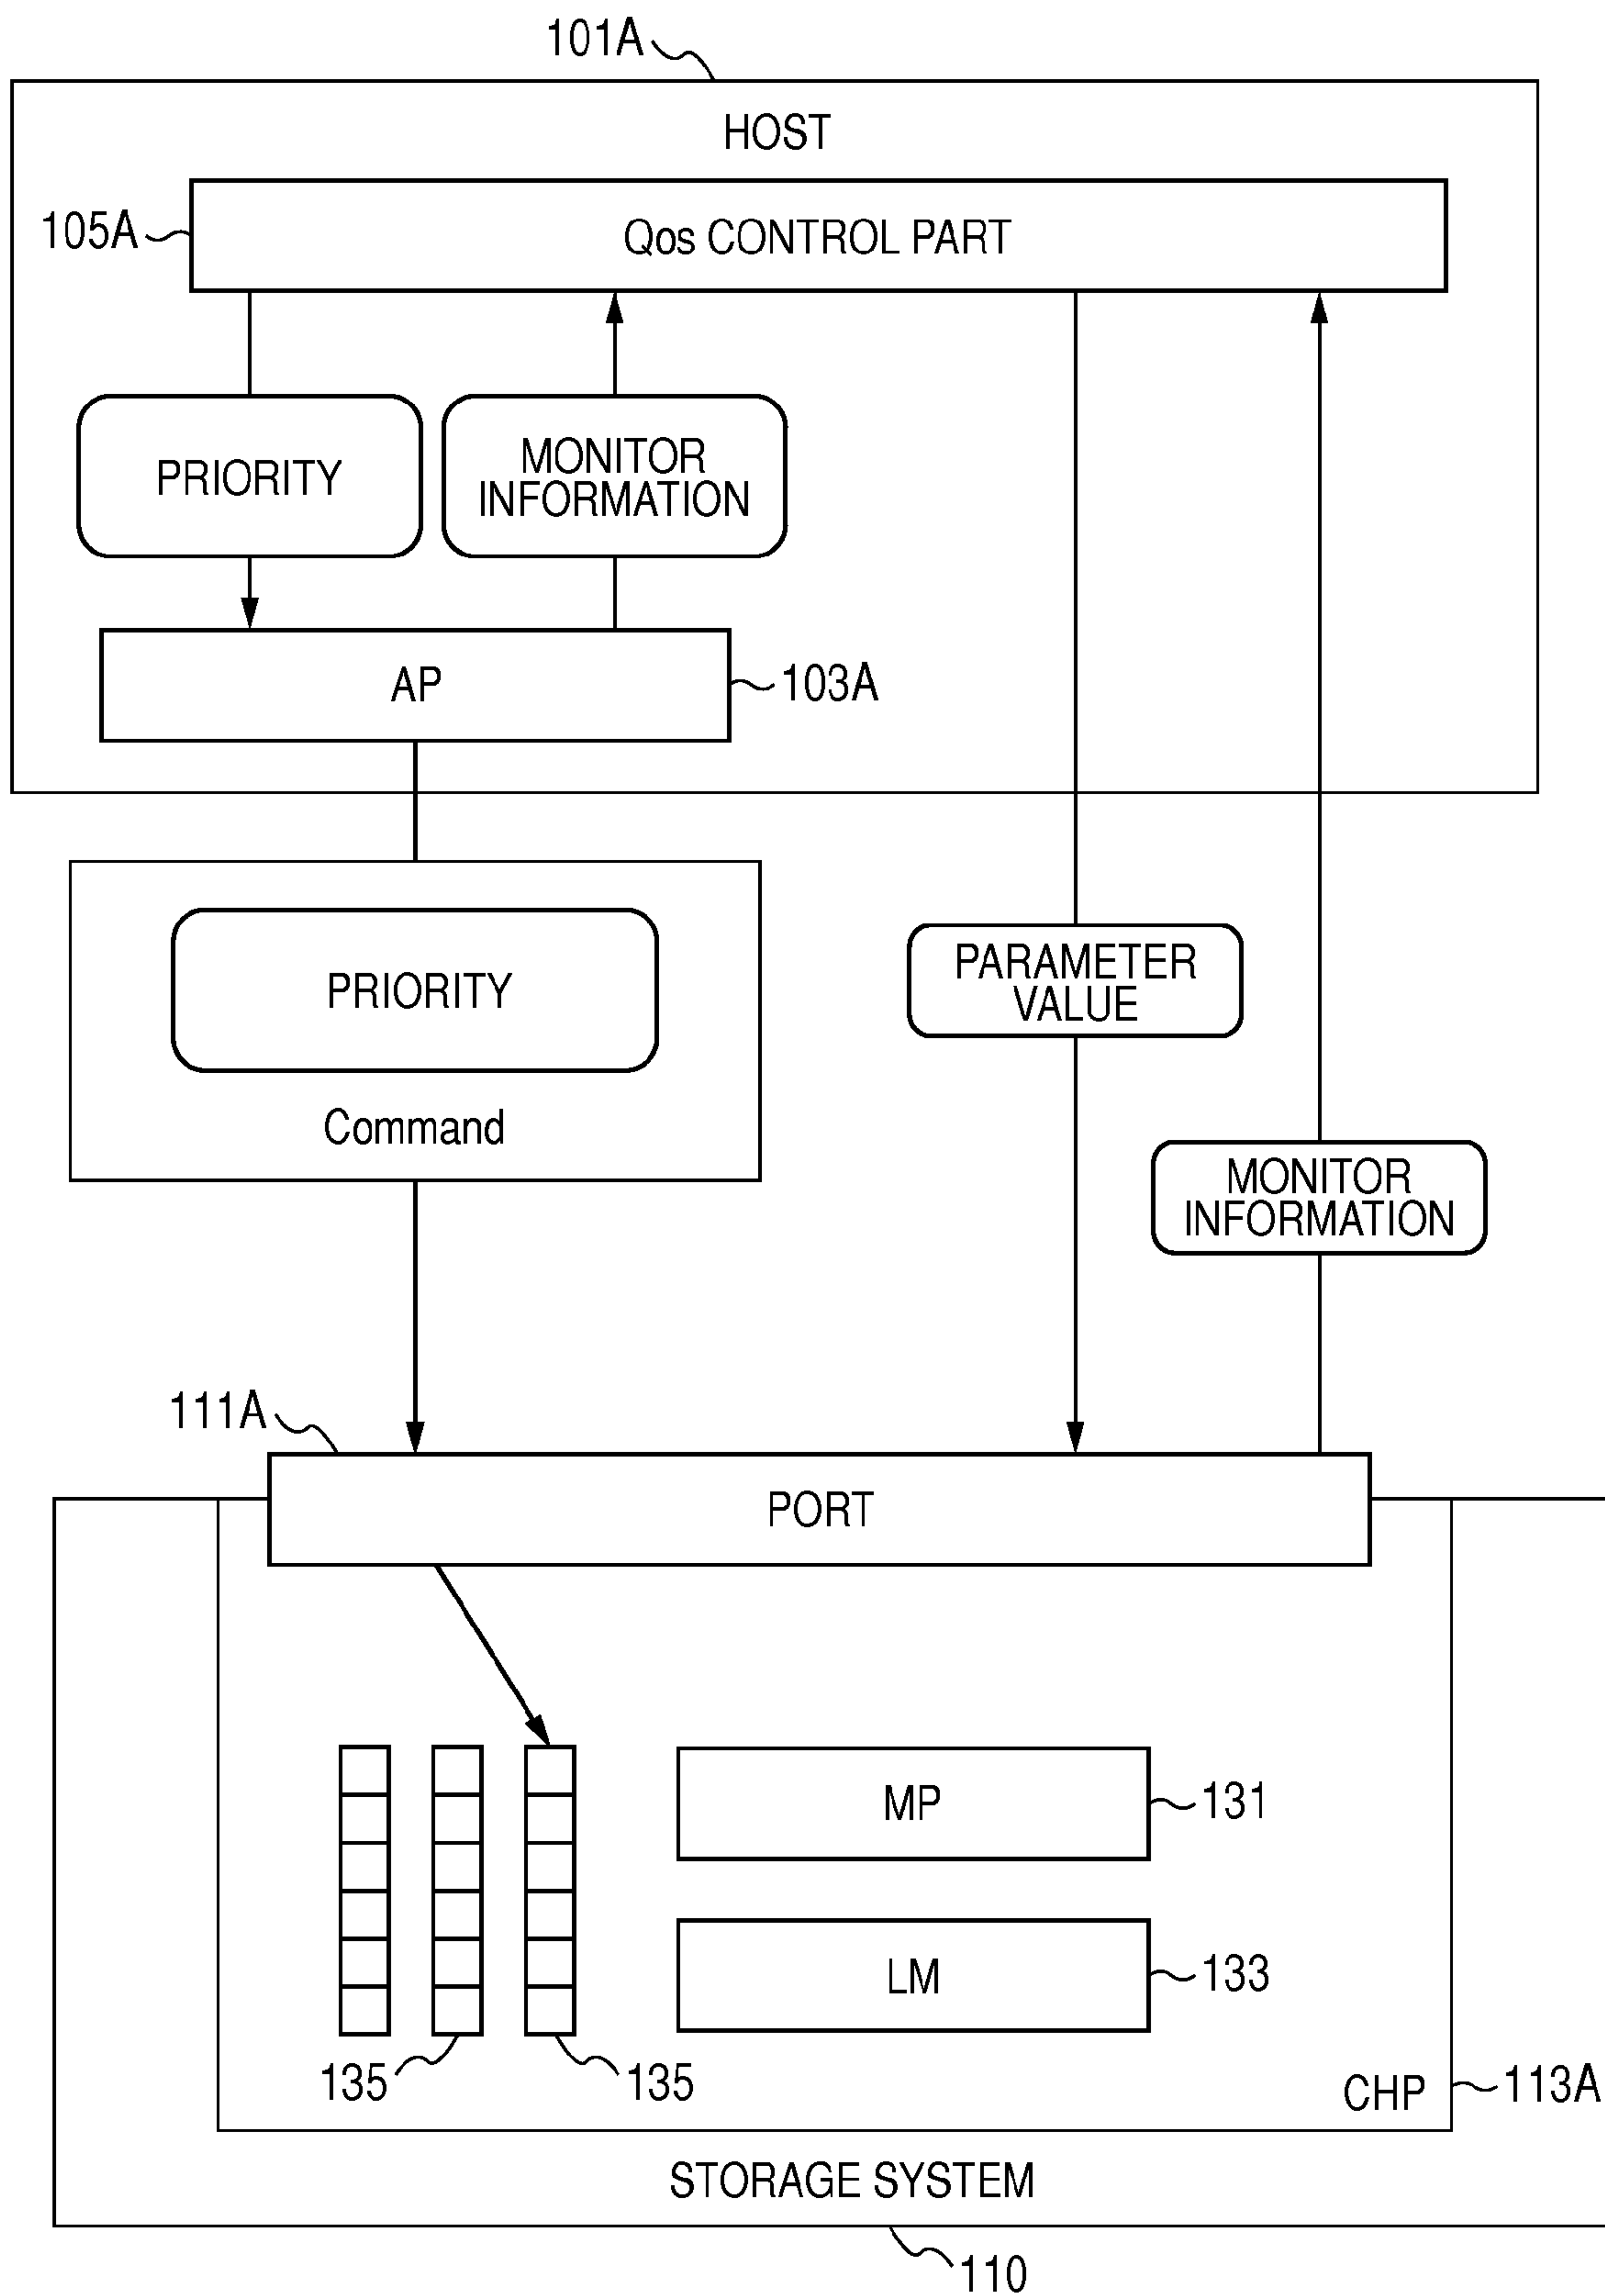 101A
HOST
105A
Qos CONTROL PART
PRIORITY
MONITOR
INFORMATION
AP
103A
PRIORITY
Command
PARAMETER
VALUE
MONITOR
INFORMATION
111A
PORT
MP
131
LM
133
135
135
CHP
113A
STORAGE SYSTEM
110